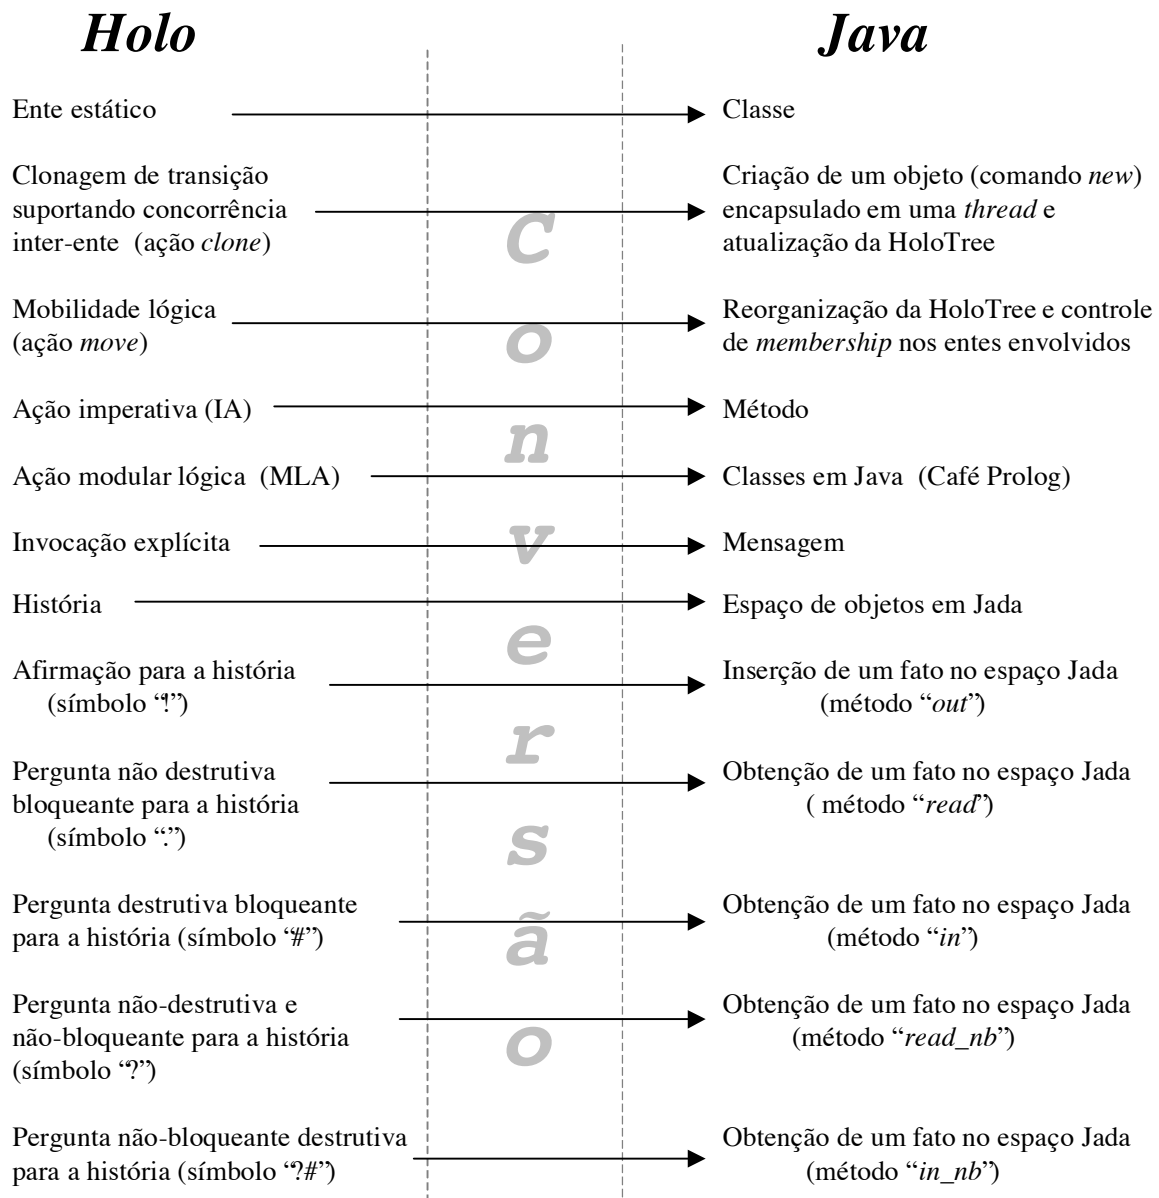 Holo
Java
Ente estático
Classe
Clonagem de transição
suportando concorrência
inter-ente (ação clone)
Criação de um objeto (comando new)
encapsulado em uma thread e
atualização da HoloTree
Mobilidade lógica
(ação move)
Reorganização da HoloTree e controle
de membership nos entes envolvidos
Ação imperativa (IA)
Método
Ação modular lógica (MLA)
Classes em Java (Café Prolog)
Invocação explícita
Mensagem
História
Espaço de objetos em Jada
Afirmação para a história
(símbolo “!”)
Inserção de um fato no espaço Jada
(método “out”)
Pergunta não destrutiva
bloqueante para a história
(símbolo “.”)
Obtenção de um fato no espaço Jada
( método “read”)
Pergunta destrutiva bloqueante
para a história (símbolo “#”)
Obtenção de um fato no espaço Jada
(método “in”)
Pergunta não-destrutiva e
não-bloqueante para a história
(símbolo “?”)
Obtenção de um fato no espaço Jada
(método “read_nb”)
Pergunta não-bloqueante destrutiva
para a história (símbolo “?#”)
Obtenção de um fato no espaço Jada
(método “in_nb”)
Conversão